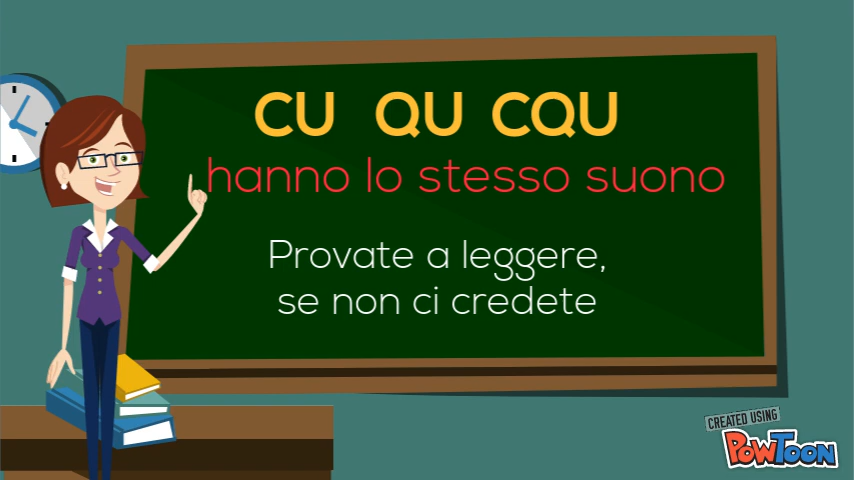 CU QU CQU
hanno lo stesso suono
Provate a leggere,
se non ci credete
CREATED USING
POWTOON